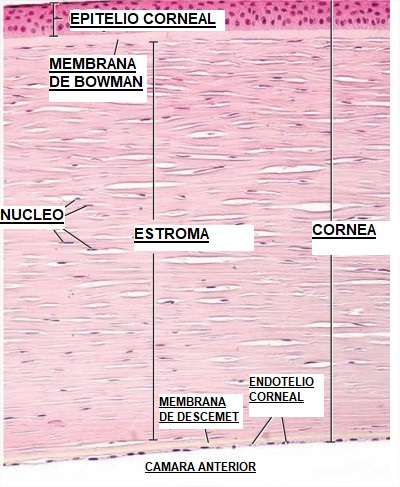 EPITELIO CORNEAL
MEMBRANA
DE BOWMAN
NUCLEO
ESTROMA
CORNEA
ENDOTELIO
CORNEAL
MEMBRANA
DE DESCEMET
CAMARA ANTERIOR